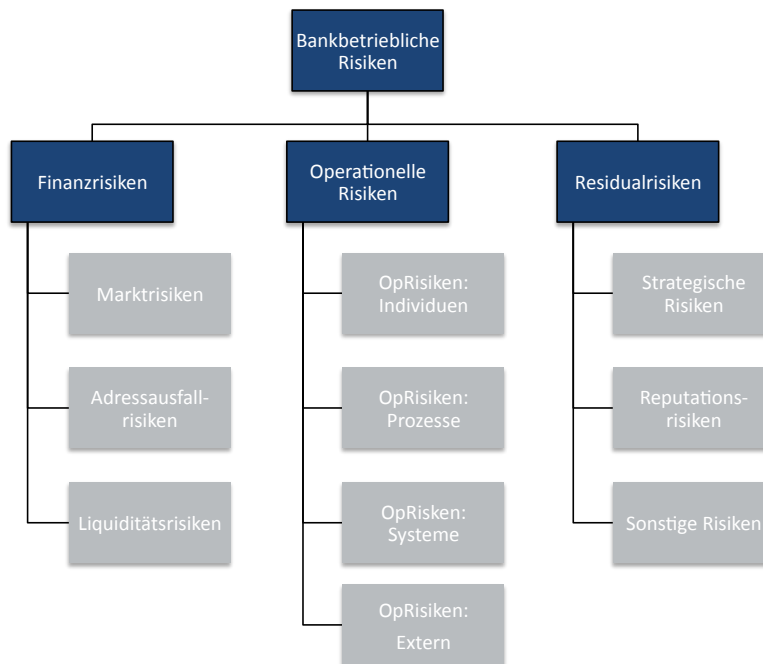 Bankbetriebliche
Risiken
Finanzrisiken
Operationelle
Risiken
Residualrisiken
Marktrisiken
Adressausfall-
risiken
Liquiditätsrisiken
OpRisiken:
Individuen
OpRisiken:
Prozesse
OpRisken:
Systeme
OpRisiken:
Extern
Strategische
Risiken
Reputations-
risiken
Sonstige Risiken